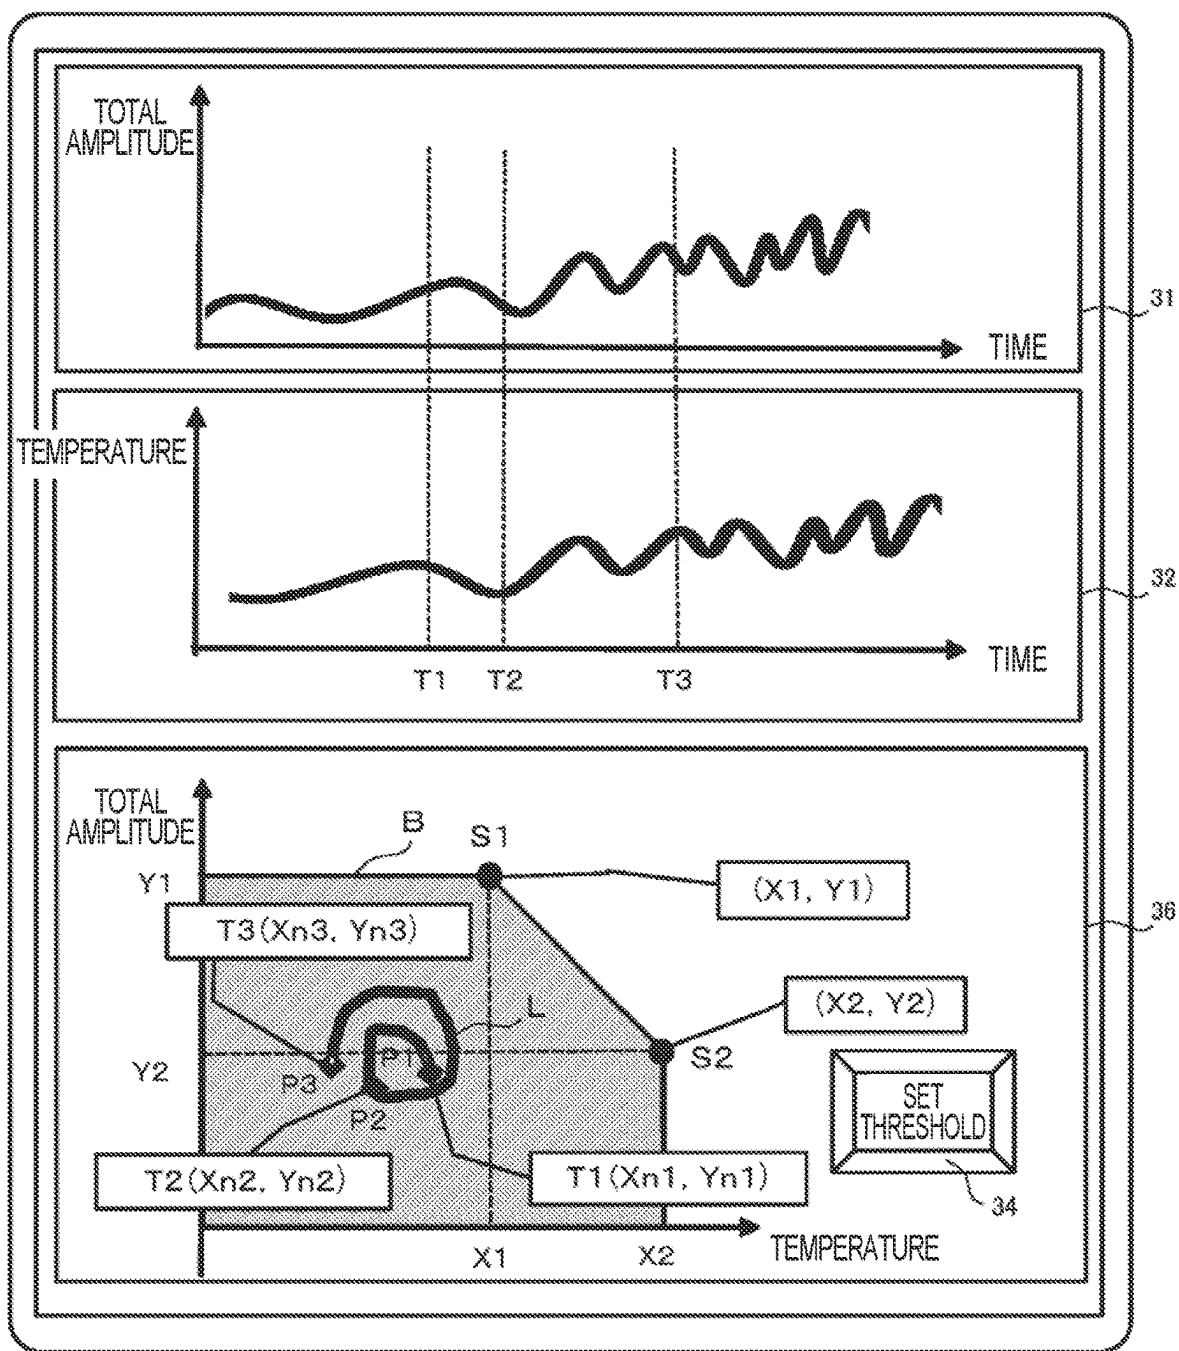 TOTAL
AMPLITUDE
TIME
31
TEMPERATURE
TIME
32
T1 T2 T3
TOTAL
AMPLITUDE
B
S1
Y1
(X1, Y1)
36
T3(Xn3, Yn3)
L
(X2, Y2)
Y2
P1
S2
P3
P2
SET
THRESHOLD
T2(Xn2, Yn2)
T1(Xn1, Yn1)
34
X1
X2
TEMPERATURE